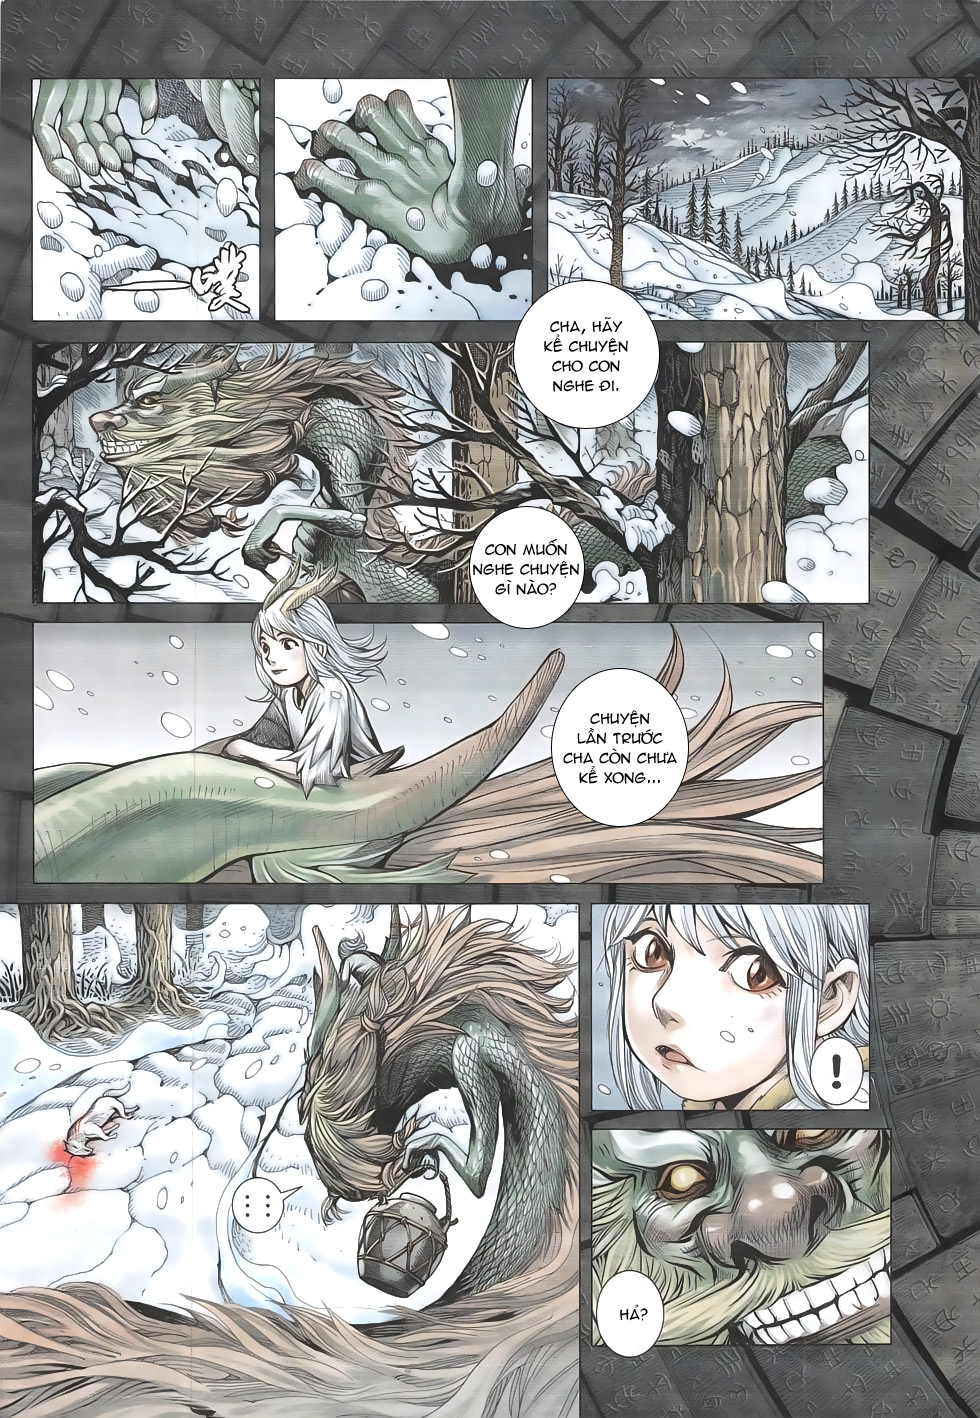 CHA, HÃY
KỂ CHUYỆN
CHO CON
NGHE ĐI.
CON MUỐN
NGHE CHUYỆN
GÌ NÀO?
CHUYỆN
LẦN TRƯỚC
CHA CÒN CHƯA
KỂ XONG...
!
HẢ?